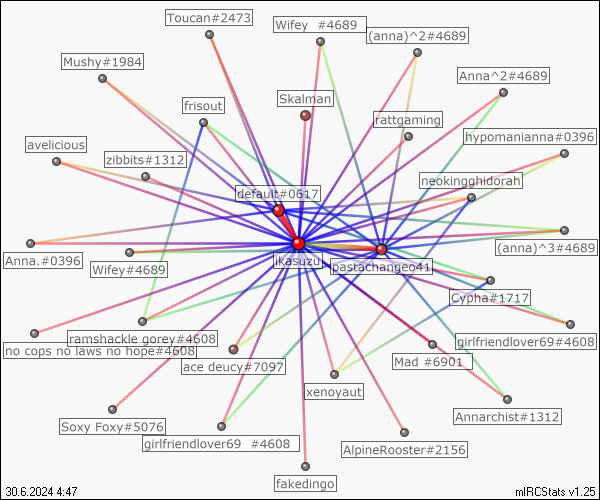 Toucan#2473
Wifey  #4689
(anna)^2#4689
Mushy#1984
Anna^2#4689
frisout
Skalman
rattgaming
hypomanianna#0396
avelicious
zibbits#1312
neokingghidorah
default#0617
(anna)^3#4689
Anna.#0396
Wifey#4689
iKasuzu
pastachangeo41
Cypha#1717
no cops no laws no hope#4608
ramshackle gorey#4608
girlfriendlover69#4608
ace deucy#7097
Mad #6901
xenoyaut
Annarchist#1312
Soxy Foxy#5076
girlfriendlover69  #4608
AlpineRooster#2156
fakedingo
30.6.2024 4:47
mIRCStats v1.25